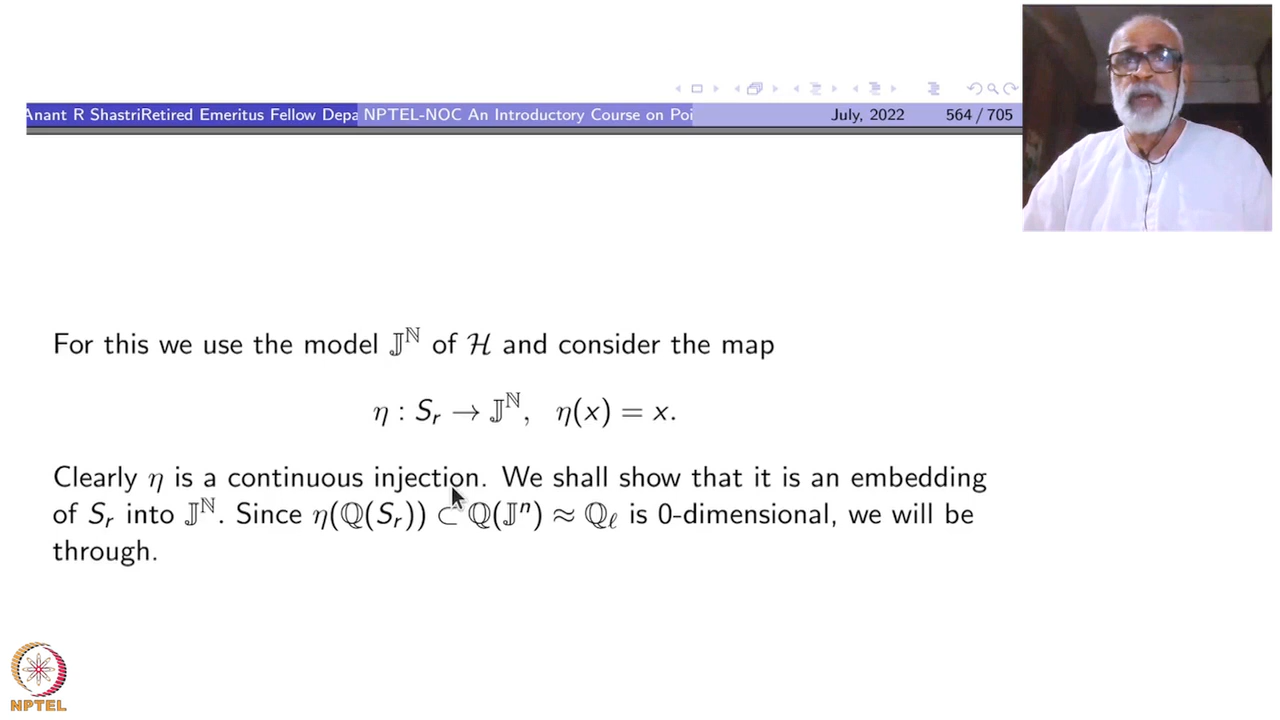 Anant R ShastriRetired Emeritus Fellow Depa NPTEL-NOC An Introductory Course on Poi July, 2022 564 / 705
For this we use the model 𝕁^ℕ of ℋ and consider the map
η : S_r → 𝕁^ℕ, η(x) = x.
Clearly η is a continuous injection. We shall show that it is an embedding
of S_r into 𝕁^ℕ. Since η(ℚ(S_r)) ⊂ ℚ(𝕁^n) ≈ ℚ_ℓ is 0-dimensional, we will be
through.
NPTEL